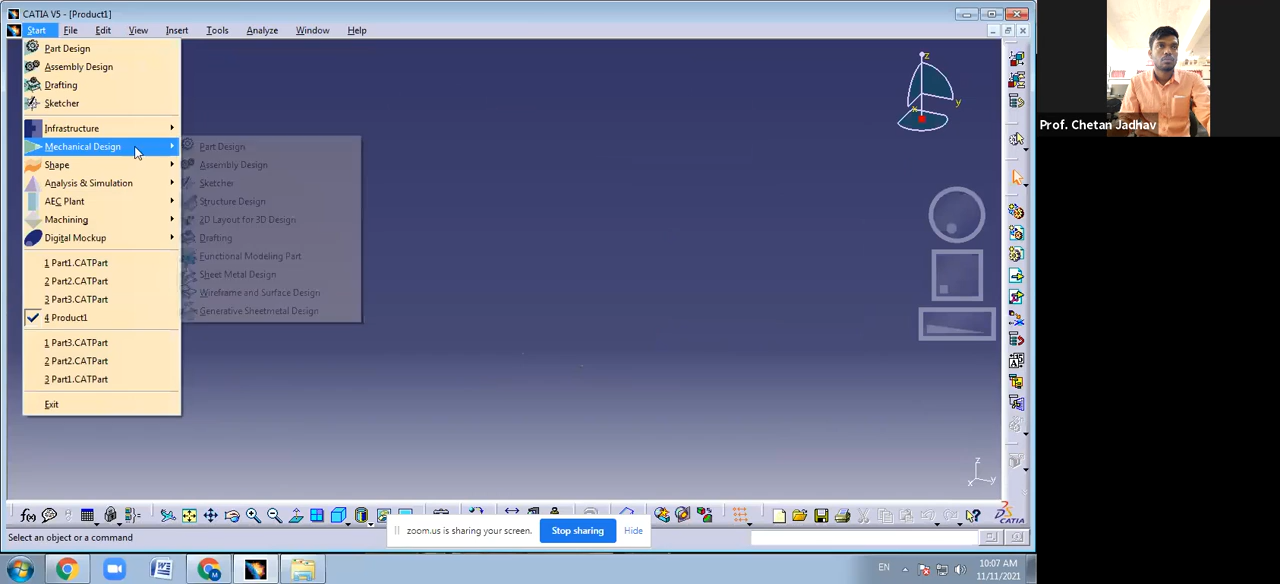 CATIA V5 - [Product1]
Start File Edit View Insert Tools Analyze Window Help
Part Design
Assembly Design
Drafting
Sketcher
Infrastructure
Mechanical Design
Shape
Analysis & Simulation
AEC Plant
Machining
Digital Mockup
1 Part1.CATPart
2 Part2.CATPart
3 Part3.CATPart
4 Product1
1 Part3.CATPart
2 Part2.CATPart
3 Part1.CATPart
Exit
Part Design
Assembly Design
Sketcher
Structure Design
2D Layout for 3D Design
Drafting
Functional Modeling Part
Sheet Metal Design
Wireframe and Surface Design
Generative Sheetmetal Design
z
y
x
z
x y
Prof. Chetan Jadhav
f(x)
CATIA
zoom.us is sharing your screen. Stop sharing Hide
Select an object or a command
EN
10:07 AM
11/11/2021